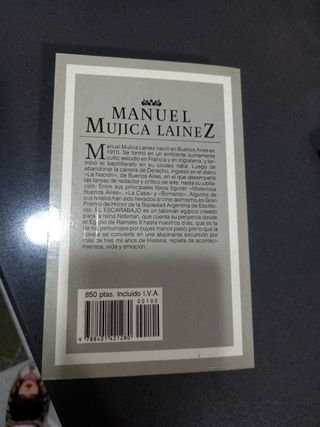 MANUEL
MUJICA LAINEZ
Manuel Mujica Lainez nació en Buenos Aires en
1910. Se formó en un ambiente sumamente
culto; estudió en Francia y en Inglaterra, y ter-
minó el bachillerato en su ciudad natal. Luego de
abandonar la carrera de Derecho, ingresó en el diario
«La Nación», de Buenos Aires, en el que desempeñó
las tareas de redactor y crítico de arte, hasta su jubila-
ción. Entre sus principales libros figuran «Misteriosa
Buenos Aires», «La Casa» y «Bomarzo». Algunos de
sus relatos han sido llevados al cine; asimismo, es Gran
Premio de Honor de la Sociedad Argentina de Escrito-
res. EL ESCARABAJO es un talismán egipcio creado
para la reina Nefertari, que cuenta su peripecia desde
el Egipto de Ramsés II hasta nuestros días, que es la
de los personajes por cuyas manos pasó, por lo que la
novela se convierte en una alucinante excursión por
más de tres mil años de Historia, repleta de aconteci-
mientos, vida y emoción.
850 ptas. Incluido I.V.A.
00100
9 788401 421280